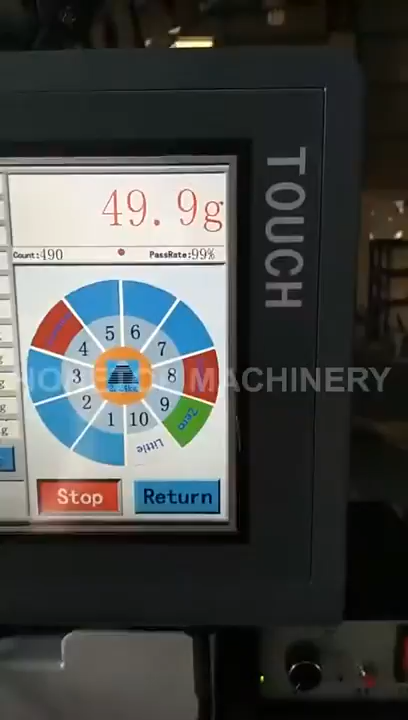 49.9g
TOUCH
Count:490
PassRate:99%
5 6
4 7
3 8
2 9
1 10
Zero
Little
MACHINERY
Stop
Return